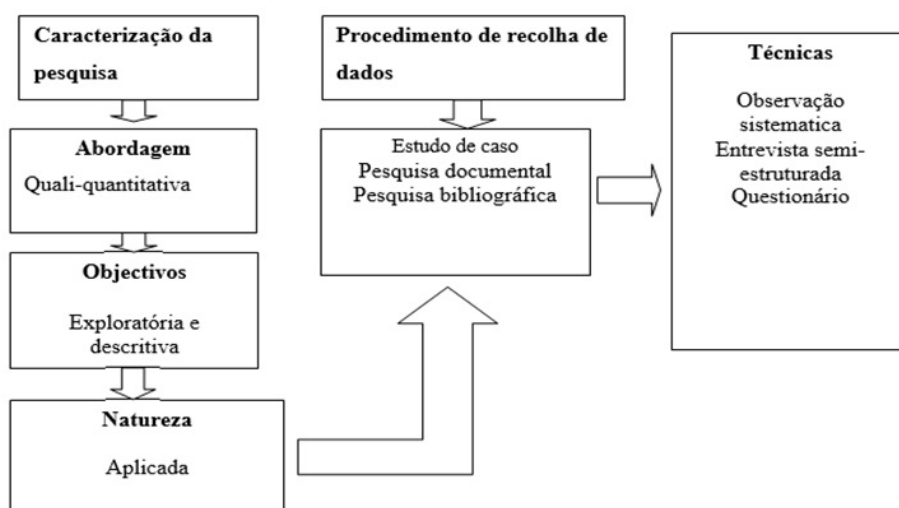 Caracterização da
pesquisa
Abordagem
Quali-quantitativa
Objectivos
Exploratória e
descritiva
Natureza
Aplicada
Procedimento de recolha de
dados
Estudo de caso
Pesquisa documental
Pesquisa bibliográfica
Técnicas
Observação
sistematica
Entrevista semi-
estruturada
Questionário